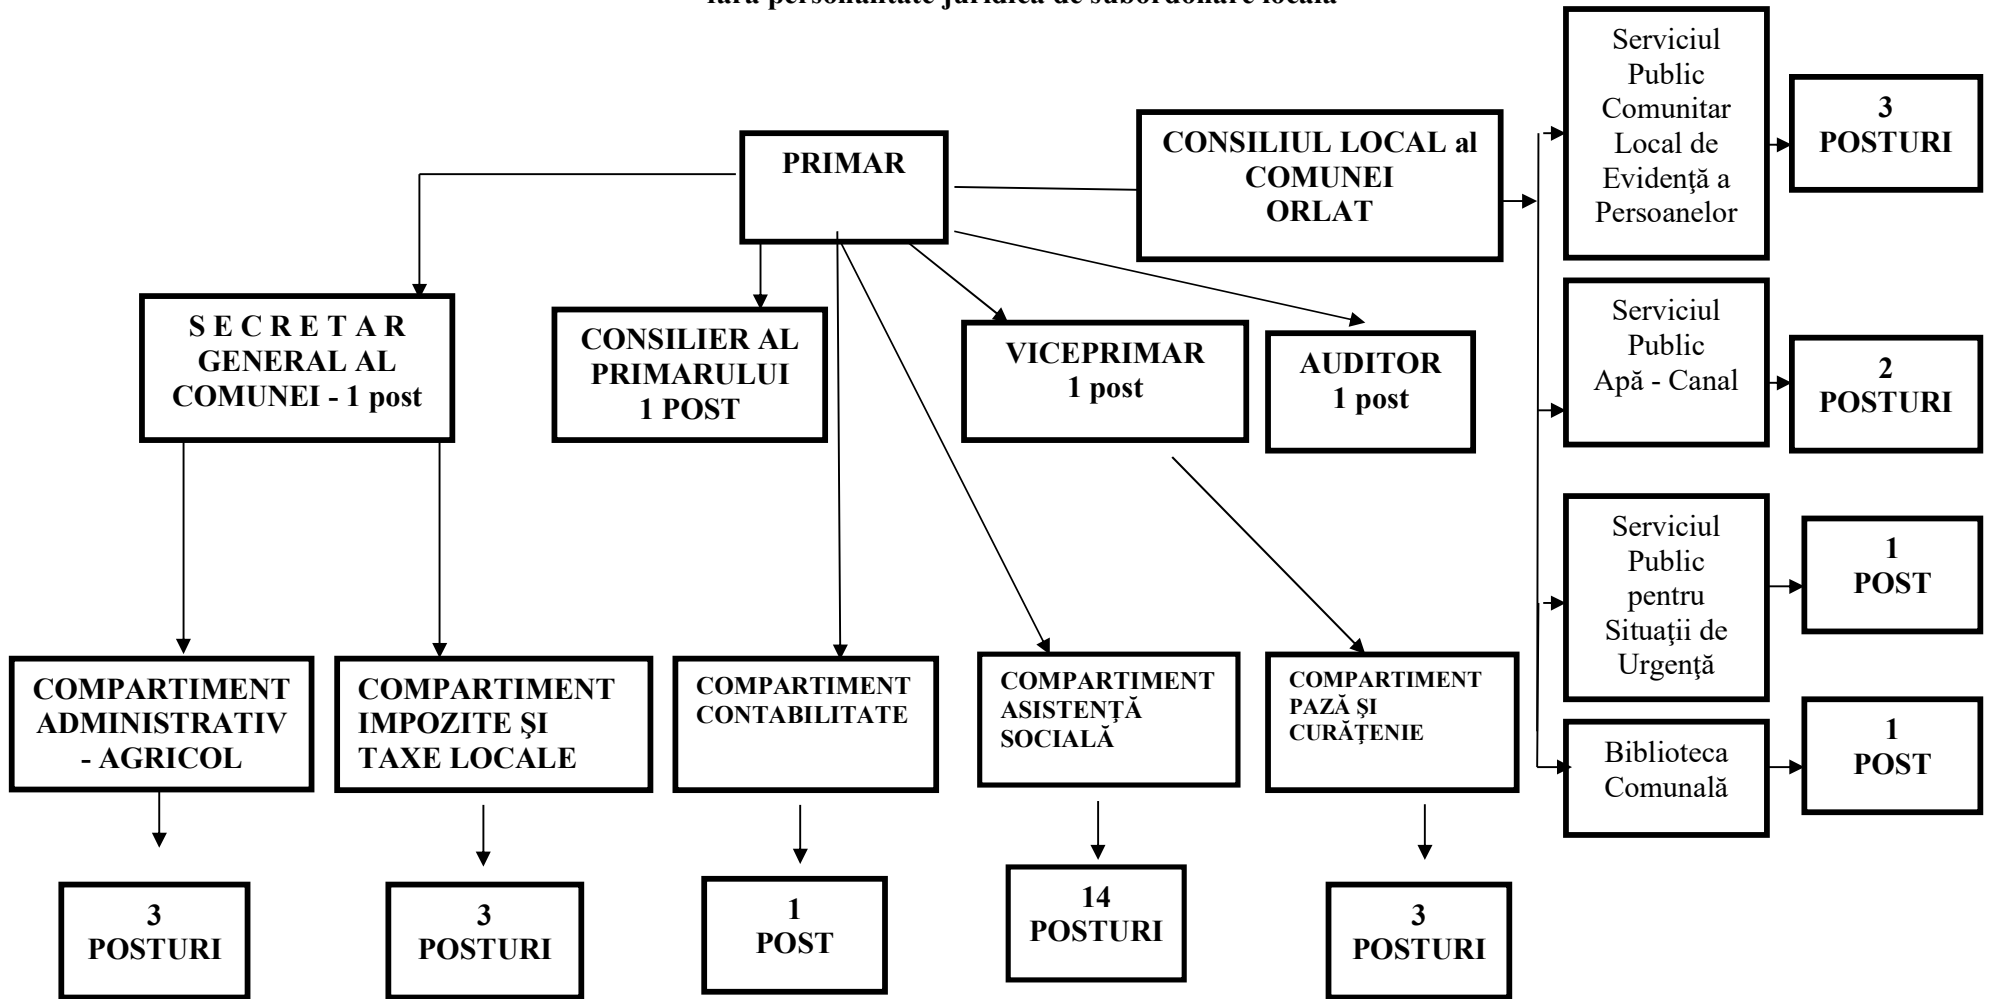 fără personalitate juridică de subordonare locală
PRIMAR
CONSILIUL LOCAL al
COMUNEI
ORLAT
Serviciul
Public
Comunitar
Local de
Evidenţă a
Persoanelor
3
POSTURI
S E C R E T A R
GENERAL AL
COMUNEI - 1 post
CONSILIER AL
PRIMARULUI
1 POST
VICEPRIMAR
1 post
AUDITOR
1 post
Serviciul
Public
Apă - Canal
2
POSTURI
Serviciul
Public
pentru
Situaţii de
Urgenţă
1
POST
COMPARTIMENT
ADMINISTRATIV
- AGRICOL
COMPARTIMENT
IMPOZITE ŞI
TAXE LOCALE
COMPARTIMENT
CONTABILITATE
COMPARTIMENT
ASISTENŢĂ
SOCIALĂ
COMPARTIMENT
PAZĂ ŞI
CURĂŢENIE
Biblioteca
Comunală
1
POST
3
POSTURI
3
POSTURI
1
POST
14
POSTURI
3
POSTURI